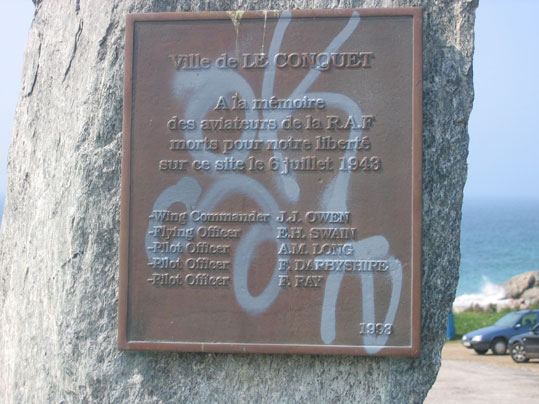 Ville de LE CONQUET
A la mémoire
des aviateurs de la R.A.F
morts pour notre liberté
sur ce site le 6 juillet 1943
-Wing Commander J.J. OWEN
-Flying Officer E.H. SWAIN
-Pilot Officer A.M. LONG
-Pilot Officer F. DARBYSHIRE
-Pilot Officer F. RAY
1993